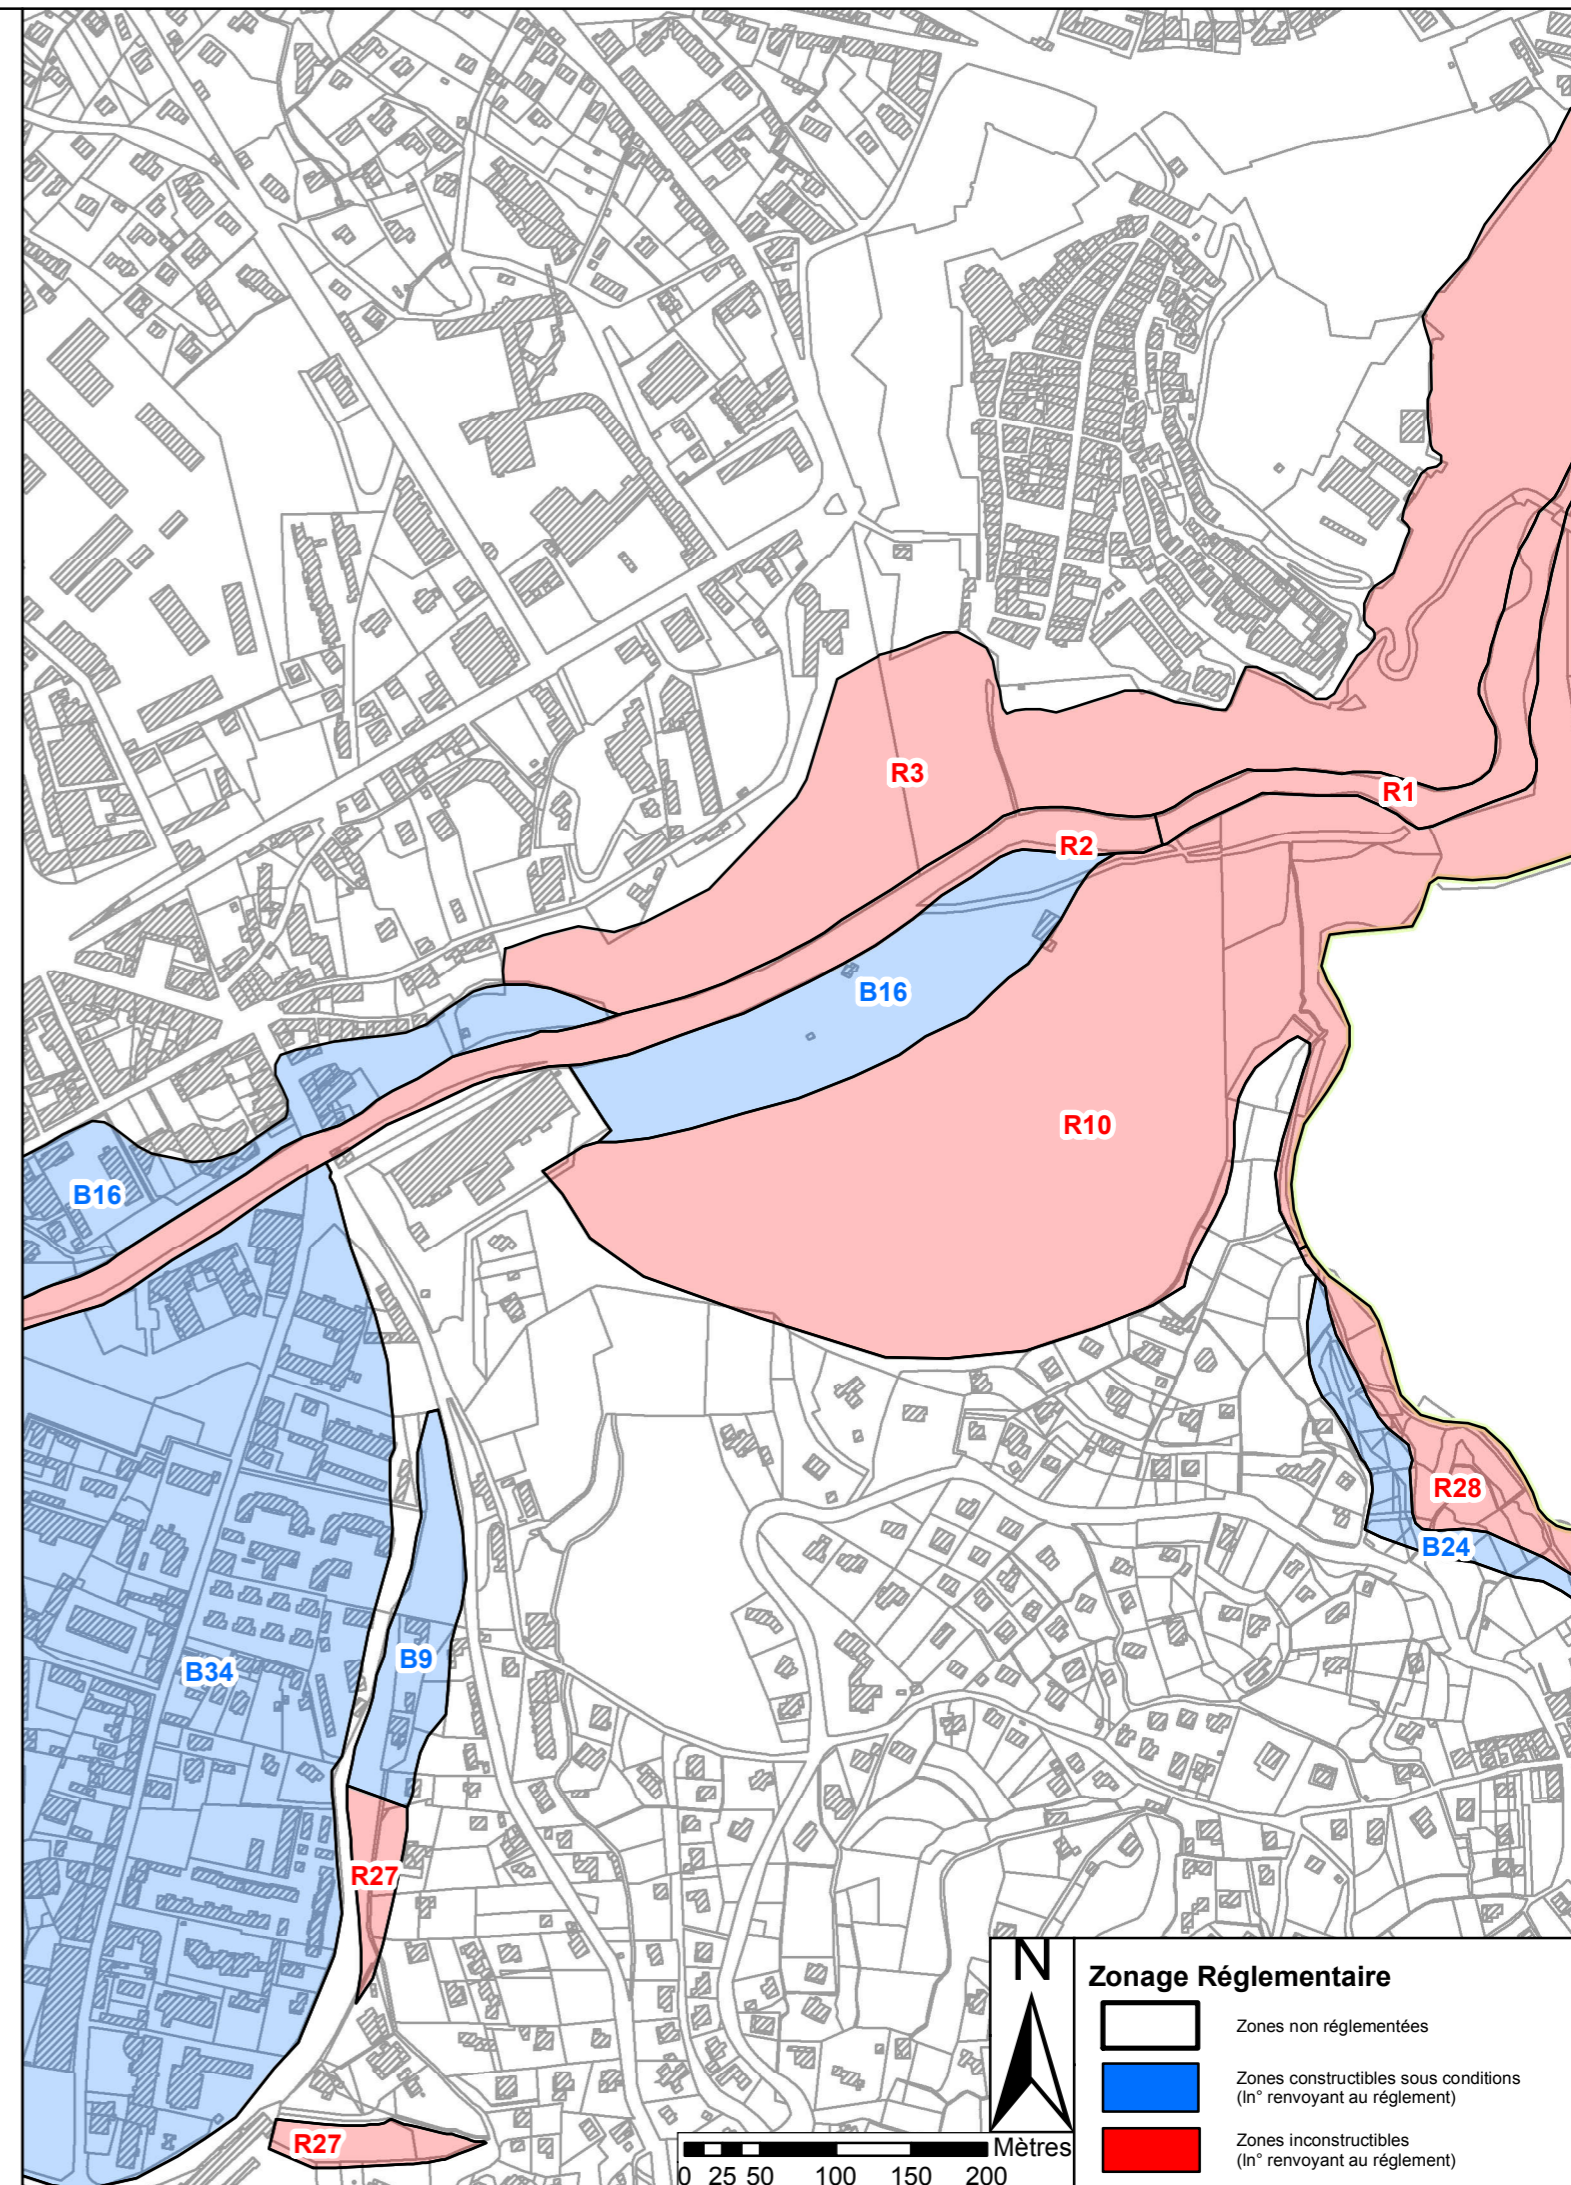 R3
R1
R2
B16
R10
B16
R28
B24
B9
B34
R27
R27
N
Zonage Réglementaire
Zones non réglementées
Zones constructibles sous conditions
(In° renvoyant au réglement)
Zones inconstructibles
(In° renvoyant au réglement)
Mètres
0 25 50 100 150 200